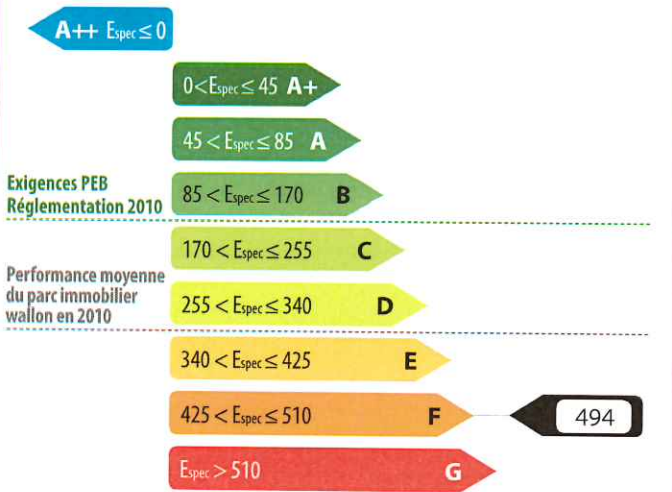 A++ Espec ≤ 0
0 < Espec ≤ 45 A+
45 < Espec ≤ 85 A
Exigences PEB
Réglementation 2010
85 < Espec ≤ 170 B
170 < Espec ≤ 255 C
Performance moyenne
du parc immobilier
wallon en 2010
255 < Espec ≤ 340 D
340 < Espec ≤ 425 E
425 < Espec ≤ 510 F 494
Espec > 510 G